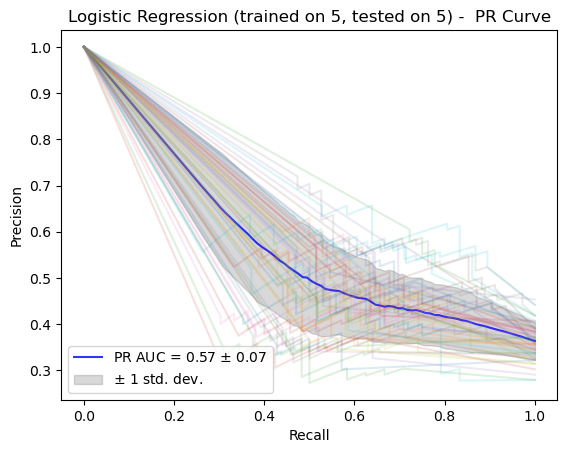 Logistic Regression (trained on 5, tested on 5) -  PR Curve
1.0
0.9
0.8
0.7
0.6
0.5
0.4
0.3
Precision
PR AUC = 0.57 ± 0.07
± 1 std. dev.
0.0 0.2 0.4 0.6 0.8 1.0
Recall